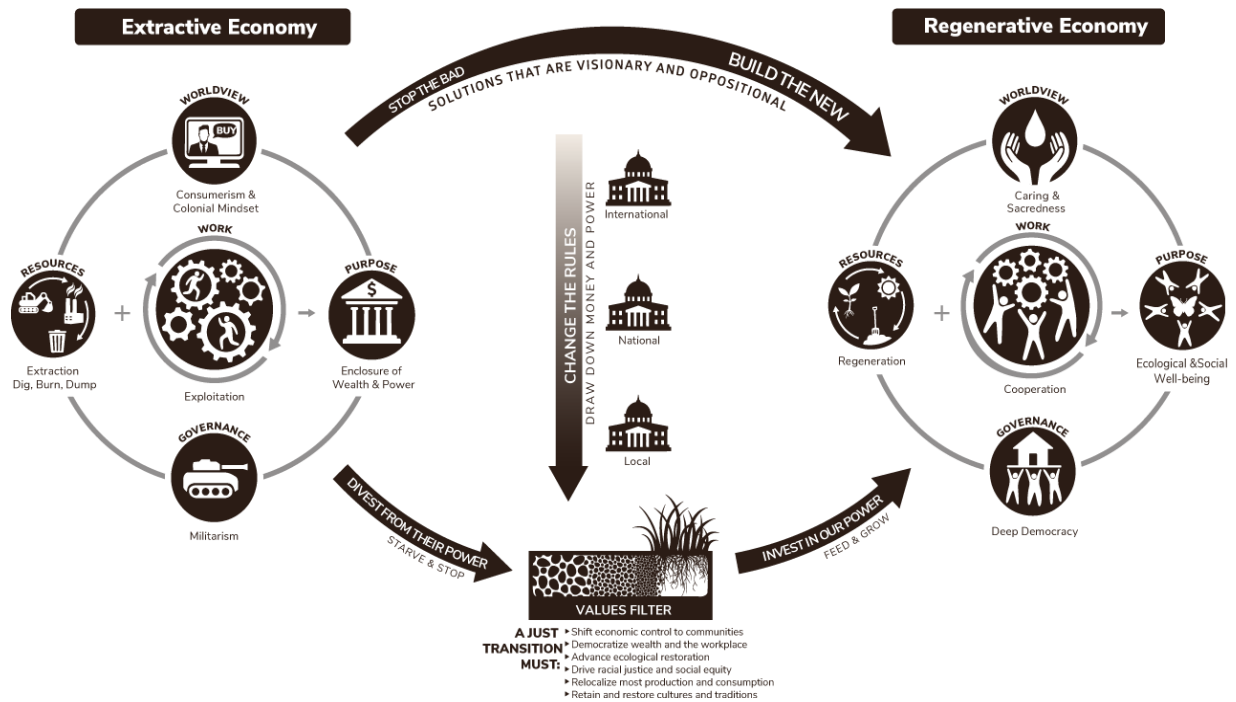 Extractive Economy
Regenerative Economy
STOP THE BAD
BUILD THE NEW
SOLUTIONS THAT ARE VISIONARY AND OPPOSITIONAL
WORLDVIEW
BUY
Consumerism &
Colonial Mindset
RESOURCES
Extraction
Dig, Burn, Dump
+
WORK
Exploitation
PURPOSE
$
Enclosure of
Wealth & Power
GOVERNANCE
Militarism
CHANGE THE RULES
DRAW DOWN MONEY AND POWER
International
National
Local
WORLDVIEW
Caring &
Sacredness
RESOURCES
Regeneration
+
WORK
Cooperation
PURPOSE
Ecological &Social
Well-being
GOVERNANCE
Deep Democracy
DIVEST FROM THEIR POWER
STARVE & STOP
INVEST IN OUR POWER
FEED & GROW
VALUES FILTER
A JUST
TRANSITION
MUST:
‣ Shift economic control to communities
‣ Democratize wealth and the workplace
‣ Advance ecological restoration
‣ Drive racial justice and social equity
‣ Relocalize most production and consumption
‣ Retain and restore cultures and traditions